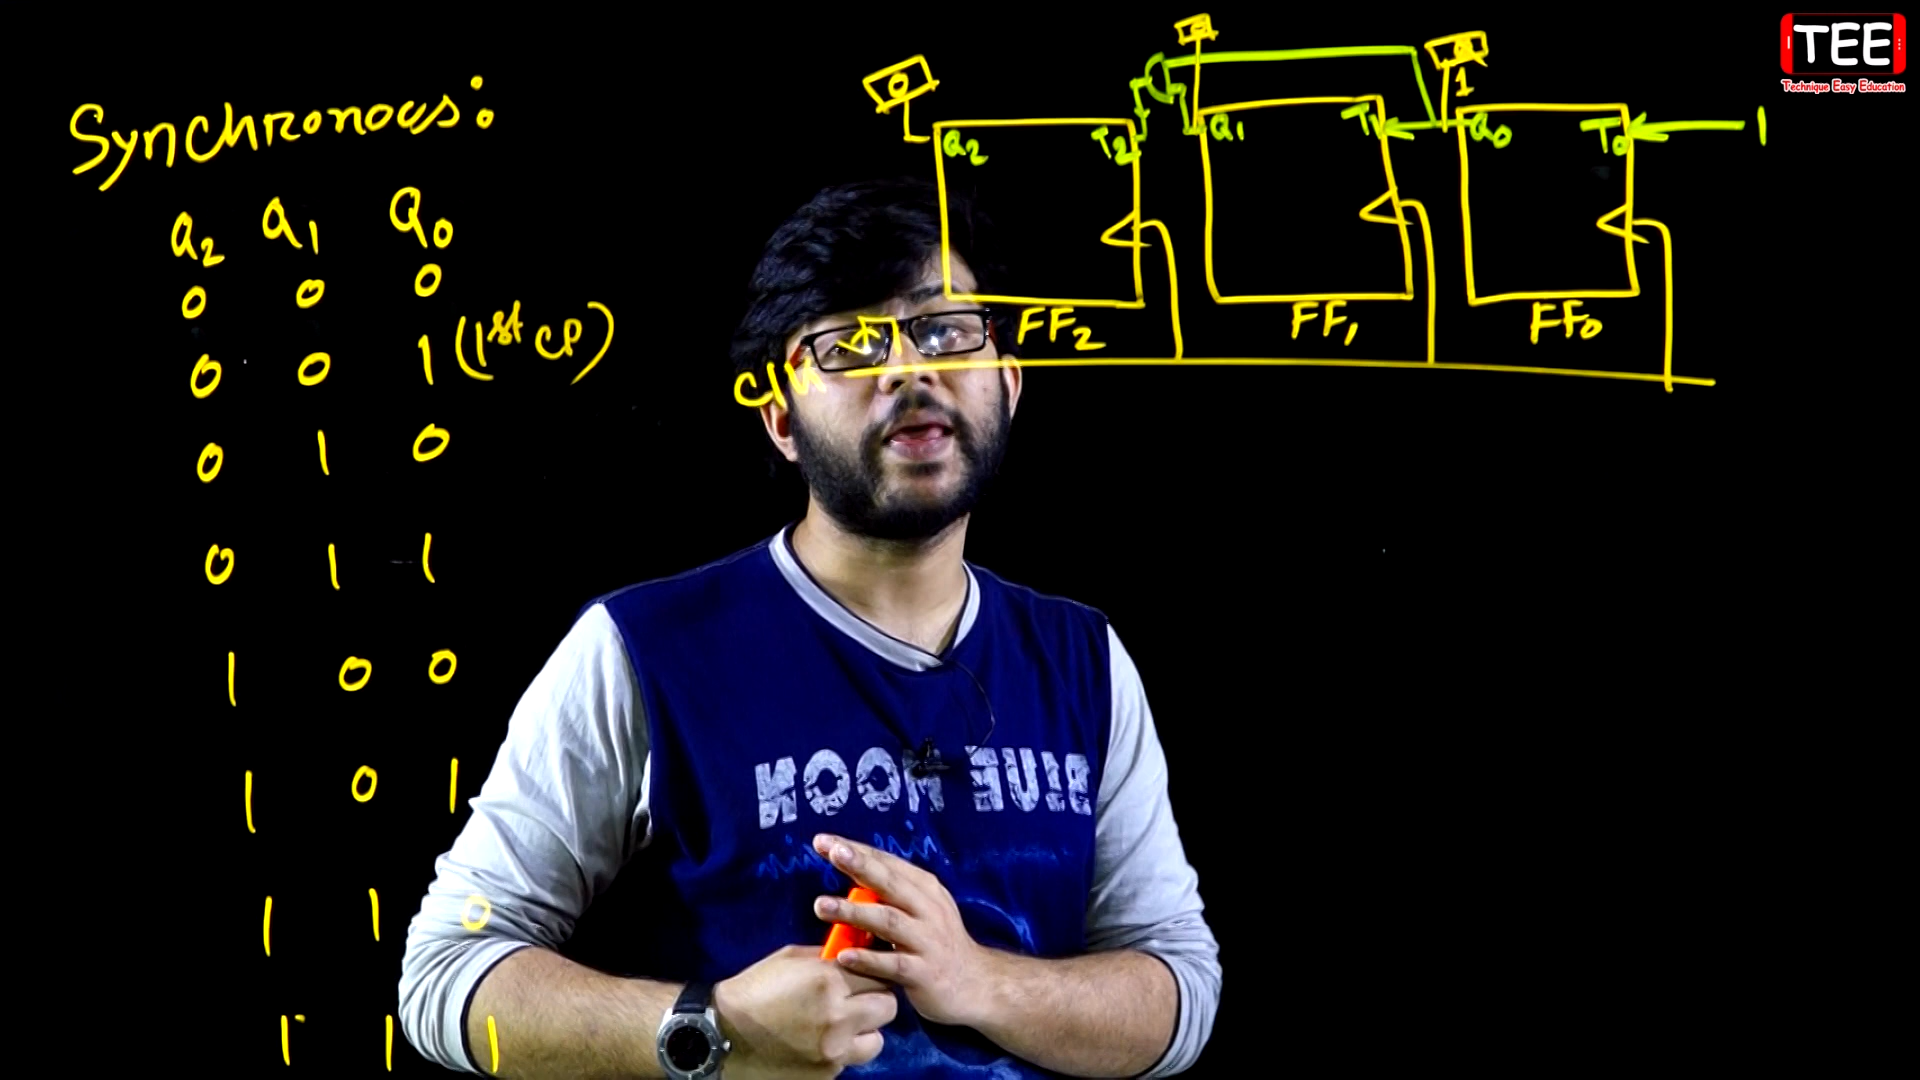 Synchronous:
Q2 Q1 Q0
0 0 0
0 0 1 (1st CP)
0 1 0
0 1 1
1 0 0
1 0 1
1 1 0
1 1 1
0 1
Q2 T2 Q1 T1 Q0 T0 1
FF2 FF1 FF0
Clk
TEE
Technique Easy Education
BLUE MOON